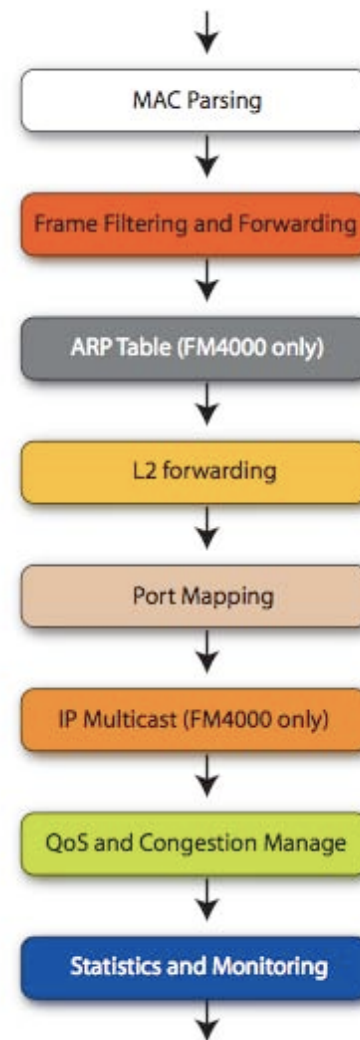 MAC Parsing
Frame Filtering and Forwarding
ARP Table (FM4000 only)
L2 forwarding
Port Mapping
IP Multicast (FM4000 only)
QoS and Congestion Manage
Statistics and Monitoring